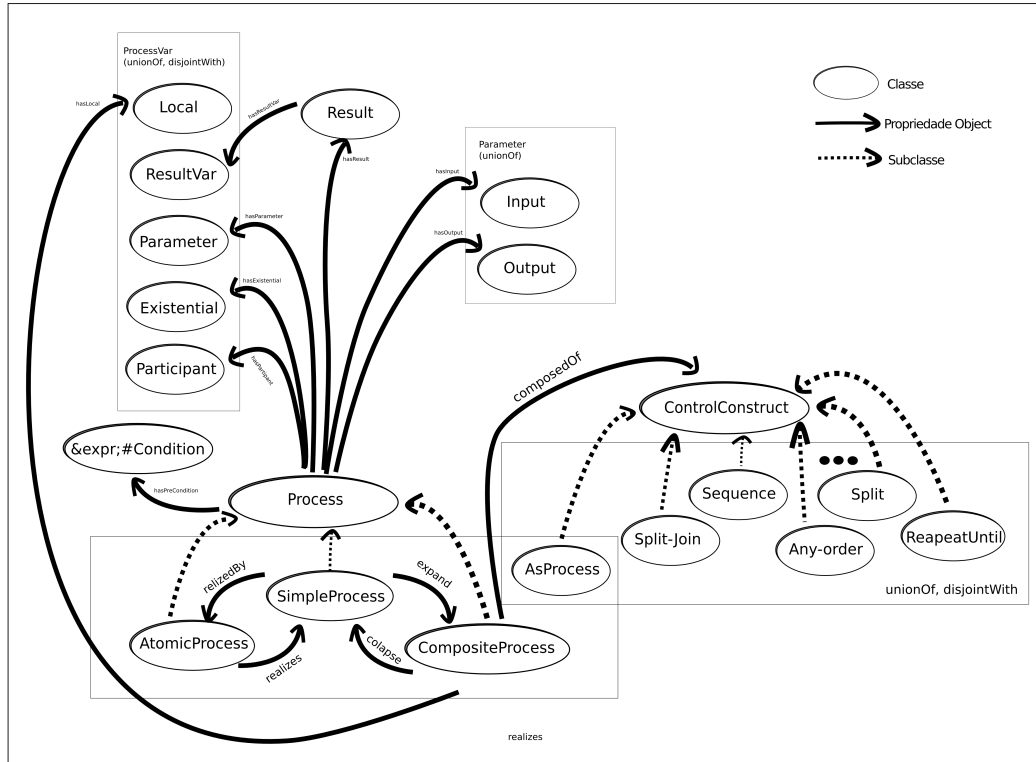 ProcessVar
(unionOf, disjointWith)
hasLocal
Local
hasResultVar
Result
ResultVar
hasResult
Parameter
hasParameter
Existential
hasExistential
Participant
hasPartipant
Parameter
(unionOf)
hasInput
Input
hasOutput
Output
Classe
Propriedade Object
Subclasse
composedOf
ControlConstruct
&expr;#Condition
hasPreCondition
Process
Sequence
Split
Split-Join
Any-order
ReapeatUntil
AsProcess
unionOf, disjointWith
relizedBy
expand
SimpleProcess
AtomicProcess
realizes
colapse
CompositeProcess
realizes